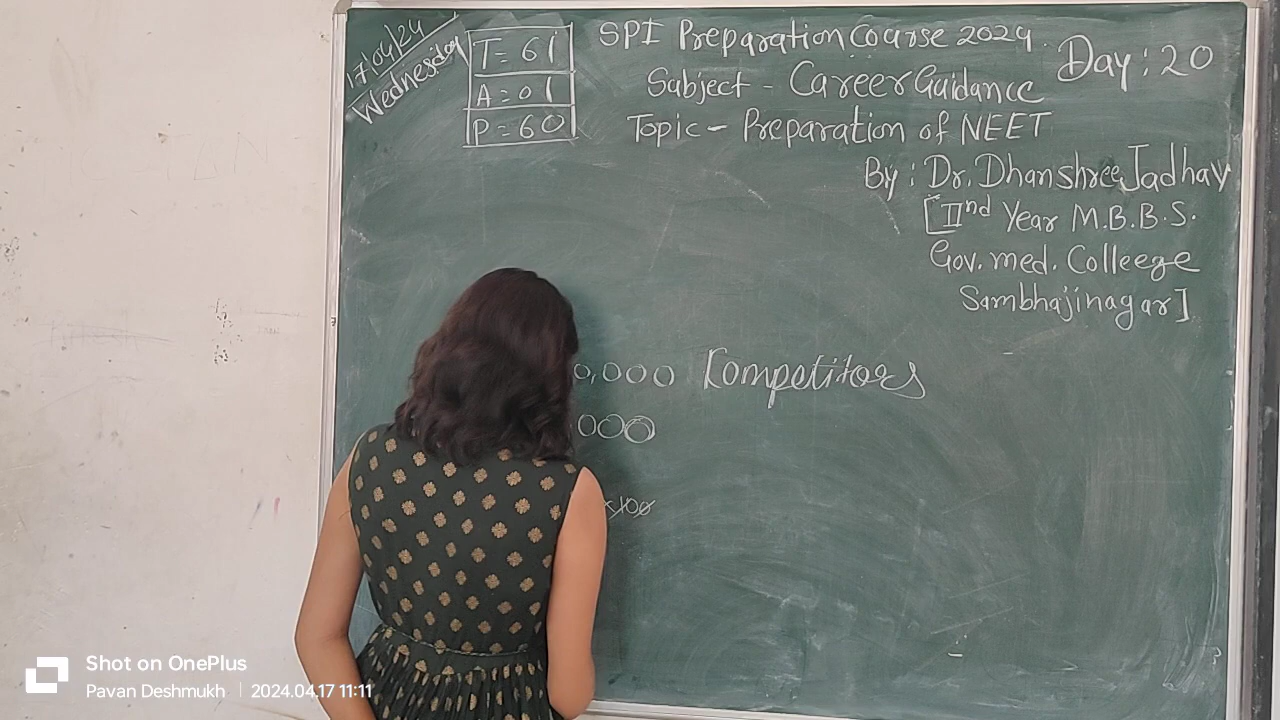 17/04/24
Wednesday
T = 61
A = 01
P = 60
SPI Preparation Course 2024.
Day : 20
Subject - Career Guidance
Topic - Preparation of NEET
By : Dr. Dhanshree Jadhav
[IInd Year M.B.B.S.
Gov. med. Colleege
Sambhajinagar]
0,000 Competitors
000
Shot on OnePlus
Pavan Deshmukh | 2024.04.17 11:11